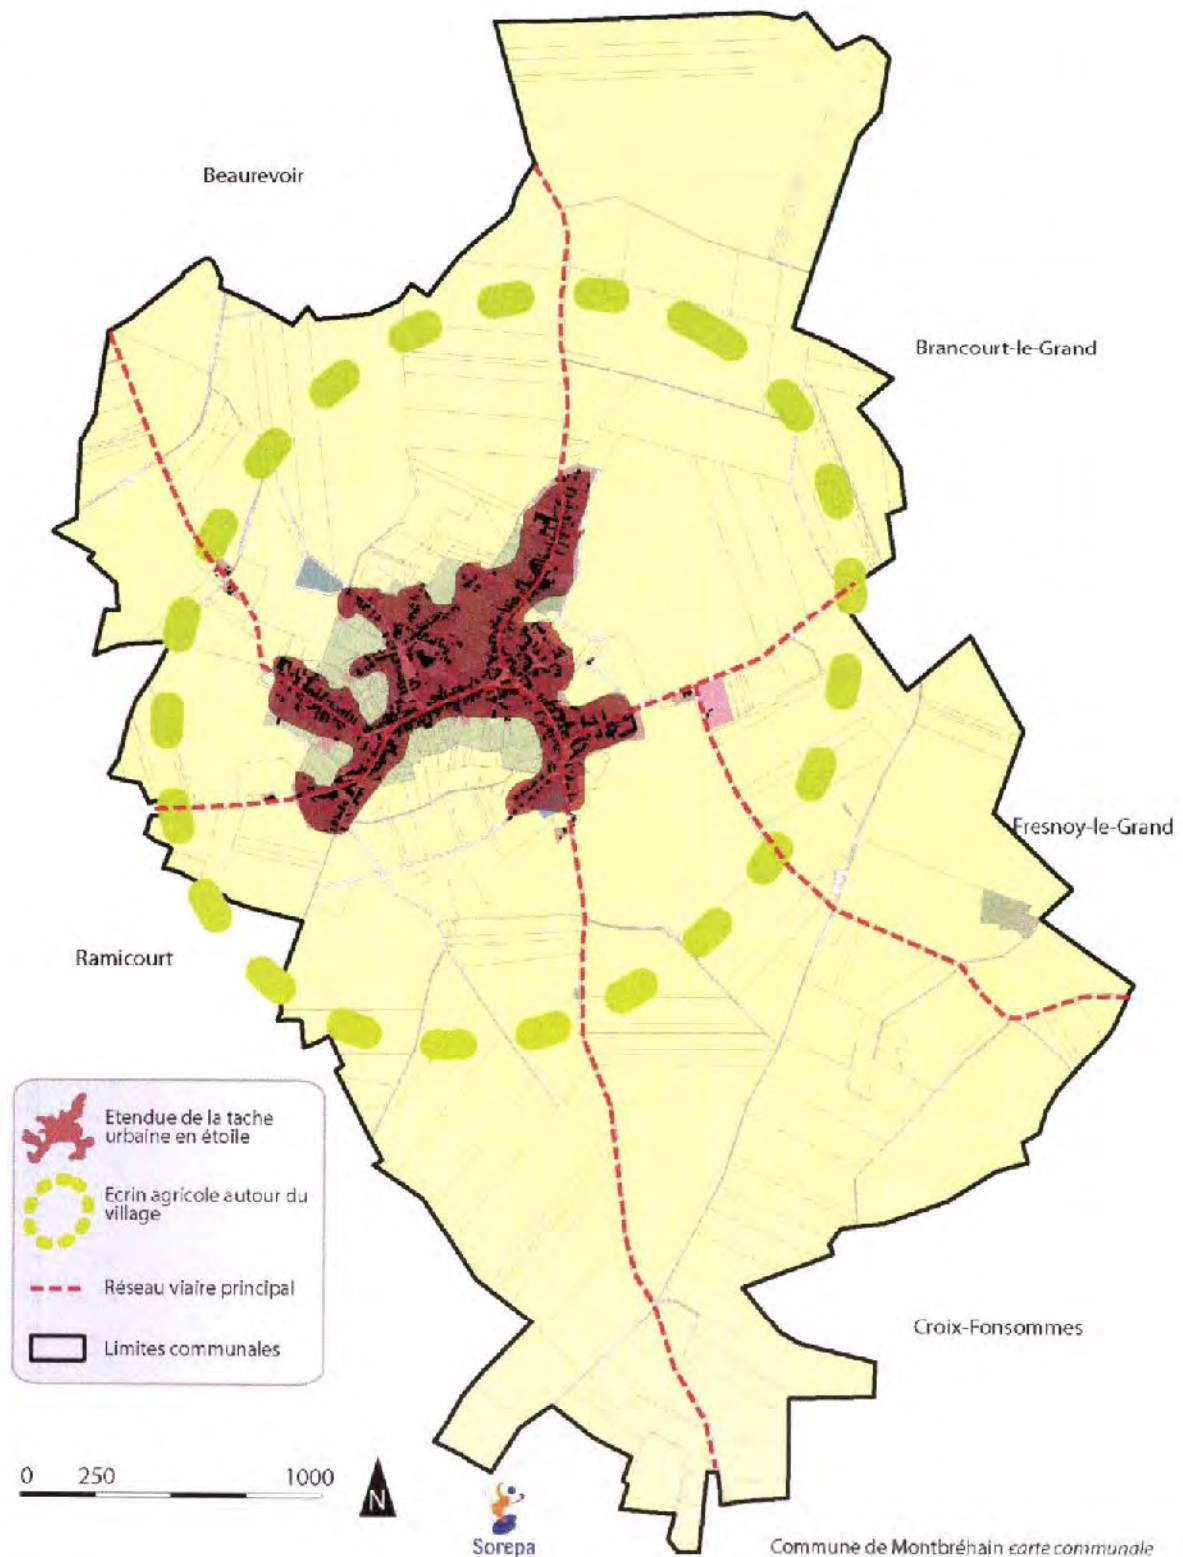 Beaurevoir
Brancourt-le-Grand
Fresnoy-le-Grand
Ramicourt
Etendue de la tache
urbaine en étoile
Ecrin agricole autour du
village
Réseau viaire principal
Limites communales
Croix-Fonsommes
0 250 1000
N
Sorepa
Commune de Montbréhain carte communale